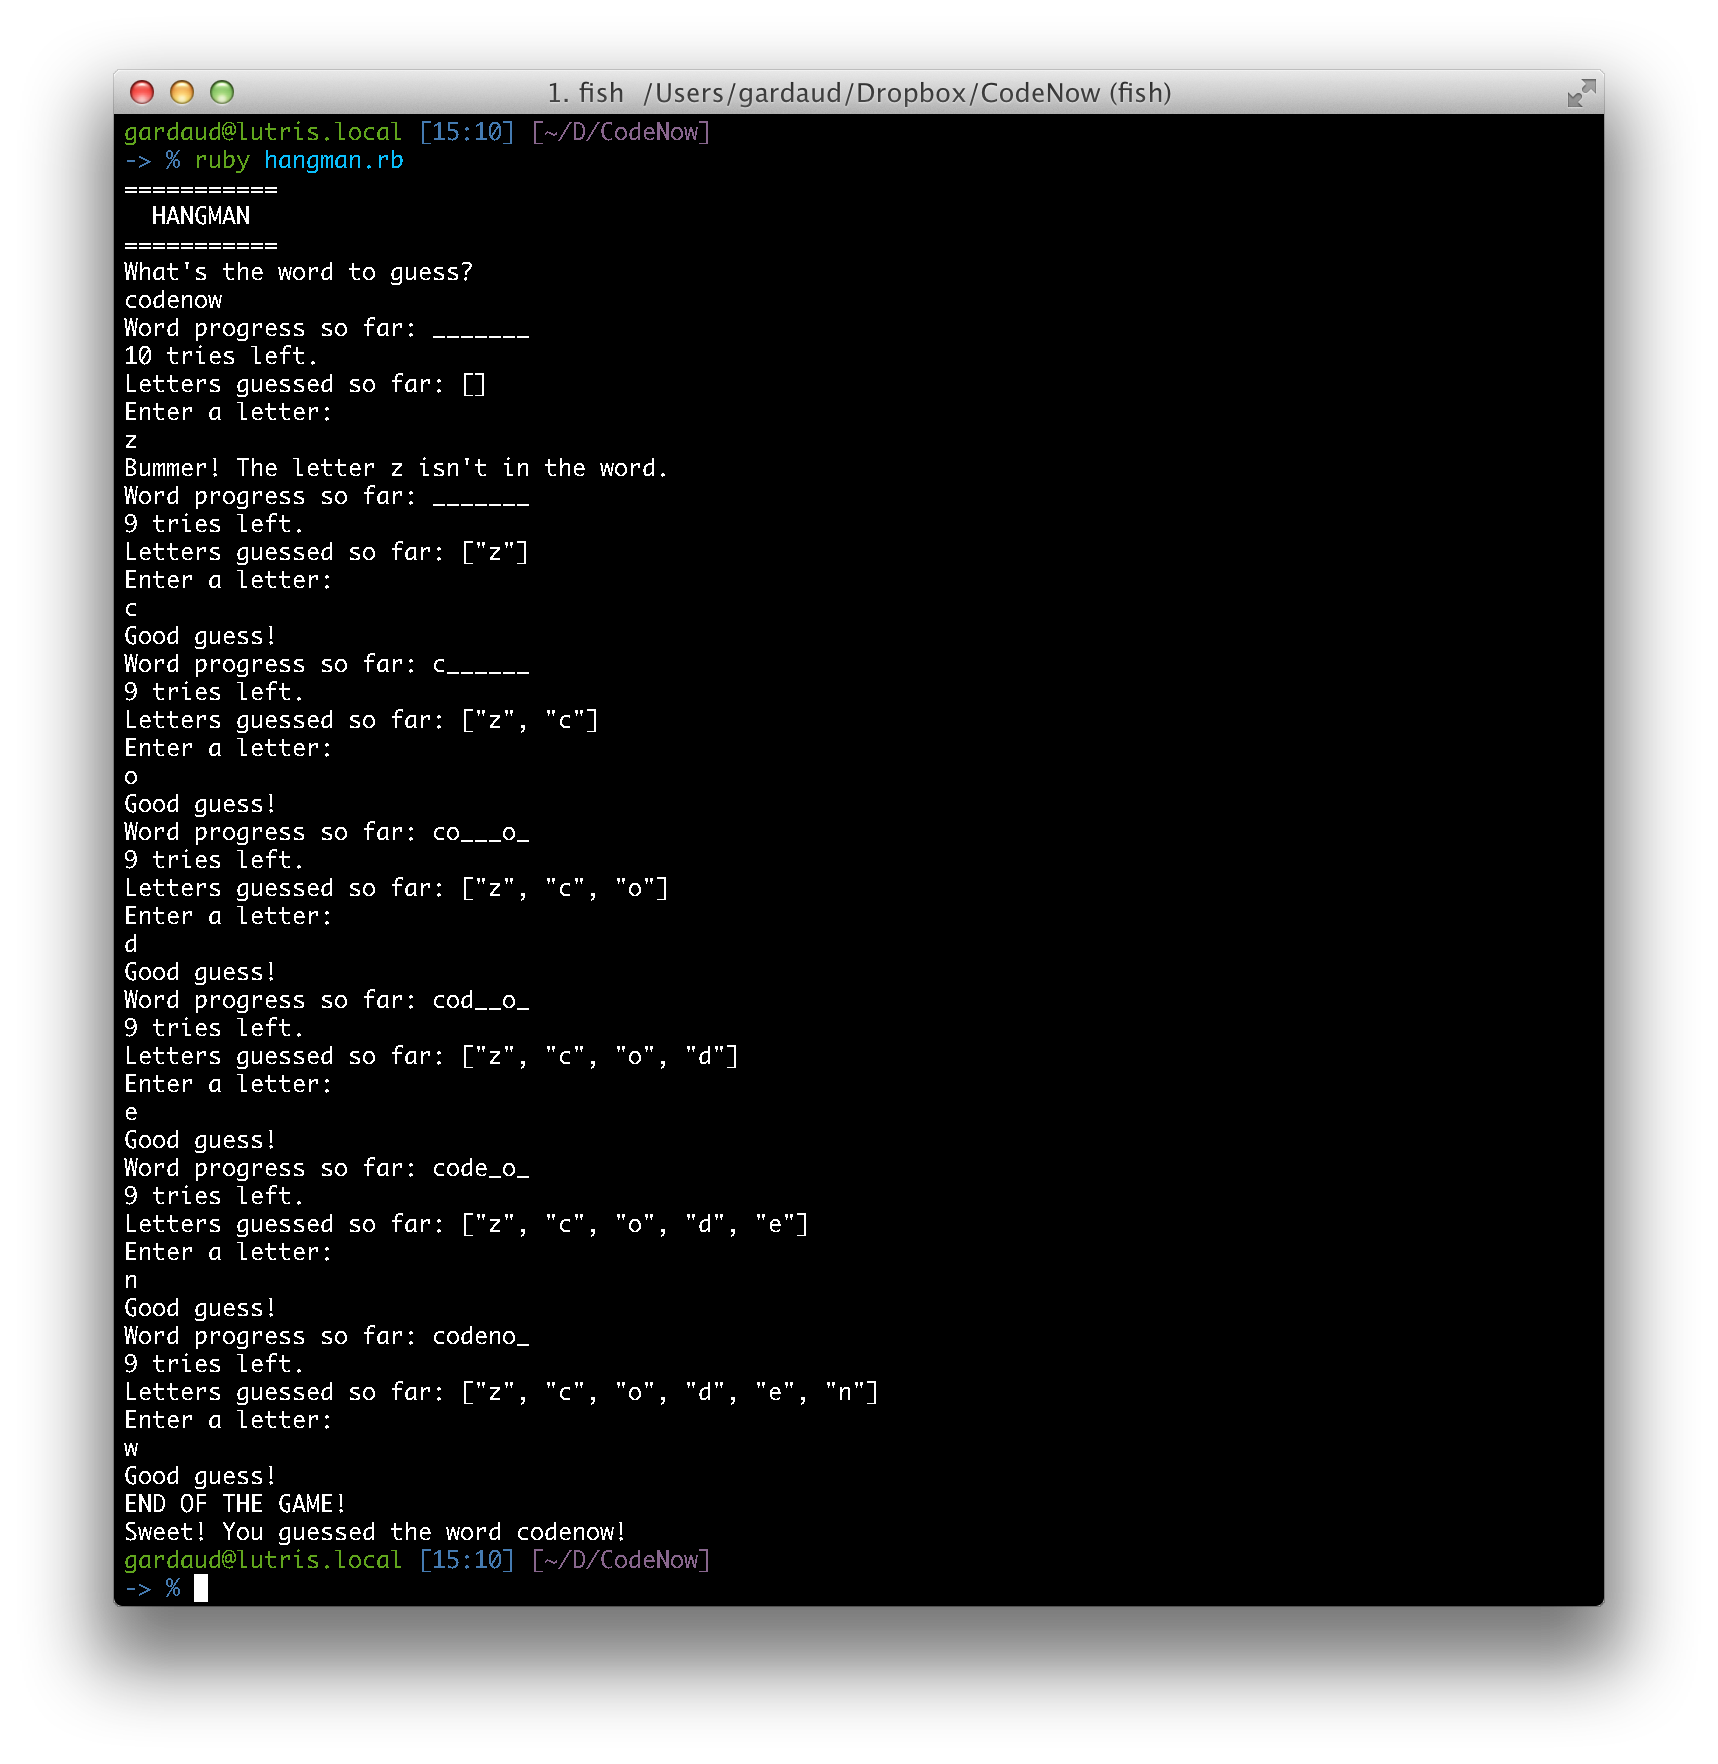 1. fish  /Users/gardaud/Dropbox/CodeNow (fish)
gardaud@lutris.local [15:10] [~/D/CodeNow]
-> % ruby hangman.rb
===========
  HANGMAN
===========
What's the word to guess?
codenow
Word progress so far: _______
10 tries left.
Letters guessed so far: []
Enter a letter:
z
Bummer! The letter z isn't in the word.
Word progress so far: _______
9 tries left.
Letters guessed so far: ["z"]
Enter a letter:
c
Good guess!
Word progress so far: c______
9 tries left.
Letters guessed so far: ["z", "c"]
Enter a letter:
o
Good guess!
Word progress so far: co___o_
9 tries left.
Letters guessed so far: ["z", "c", "o"]
Enter a letter:
d
Good guess!
Word progress so far: cod__o_
9 tries left.
Letters guessed so far: ["z", "c", "o", "d"]
Enter a letter:
e
Good guess!
Word progress so far: code_o_
9 tries left.
Letters guessed so far: ["z", "c", "o", "d", "e"]
Enter a letter:
n
Good guess!
Word progress so far: codeno_
9 tries left.
Letters guessed so far: ["z", "c", "o", "d", "e", "n"]
Enter a letter:
w
Good guess!
END OF THE GAME!
Sweet! You guessed the word codenow!
gardaud@lutris.local [15:10] [~/D/CodeNow]
-> %